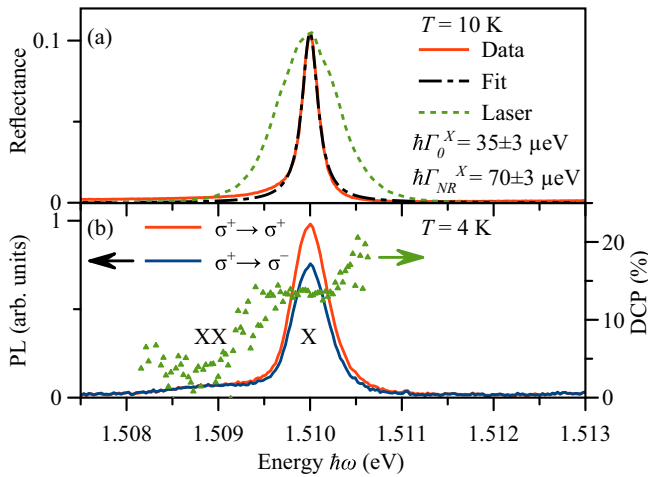 (a)
T = 10 K
Data
Fit
Laser
ħΓ₀ˣ = 35±3 µeV
ħΓ_NRˣ = 70±3 µeV
Reflectance
0.1
0
(b)
σ⁺→ σ⁺
σ⁺→ σ⁻
T = 4 K
XX
X
PL (arb. units)
1
0
DCP (%)
20
10
0
1.508 1.509 1.510 1.511 1.512 1.513
Energy ħω (eV)